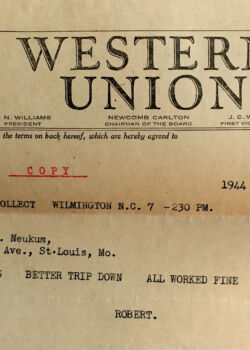 WESTERN
UNION
N. WILLIAMS NEWCOMB CARLTON J. C. W
PRESIDENT CHAIRMAN OF THE BOARD FIRST VIC
the terms on back hereof, which are hereby agreed to
COPY
1944
OLLECT WILMINGTON N.C. 7 -230 PM.
. Neukum,
Ave., St-Louis, Mo.
S BETTER TRIP DOWN ALL WORKED FINE
ROBERT.